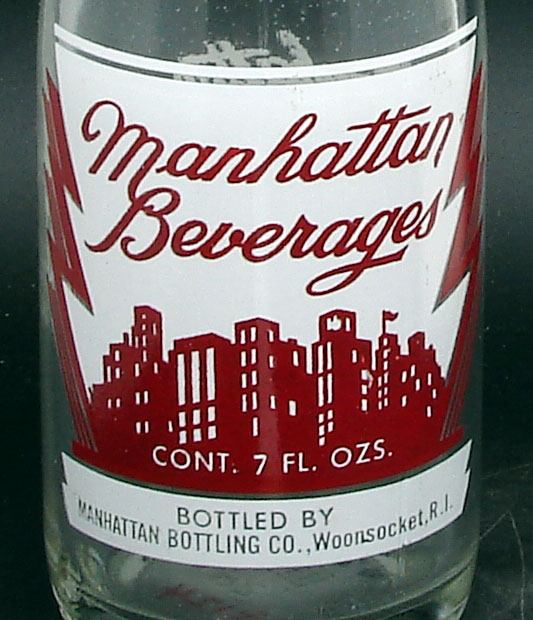 Manhattan
Beverages
CONT. 7 FL. OZS.
BOTTLED BY
MANHATTAN BOTTLING CO., Woonsocket, R.I.